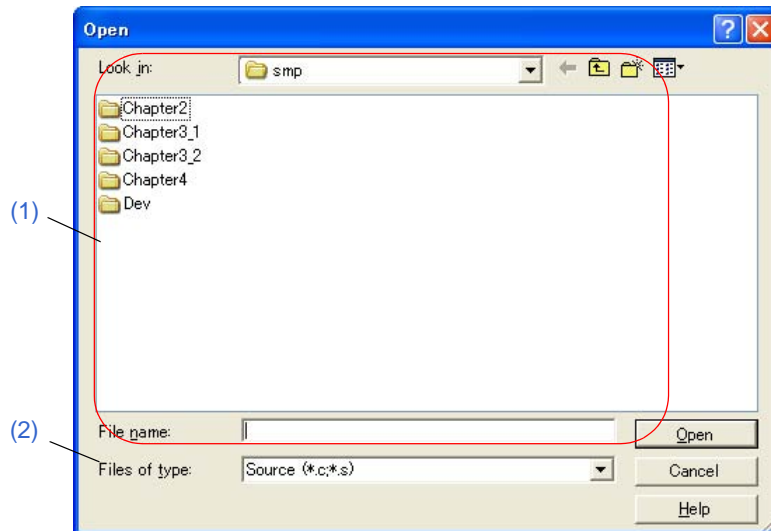 Open
Look in: smp
Chapter2
Chapter3_1
Chapter3_2
Chapter4
Dev
(1)
(2)
File name: Open
Files of type: Source (*.c;*.s) Cancel
Help